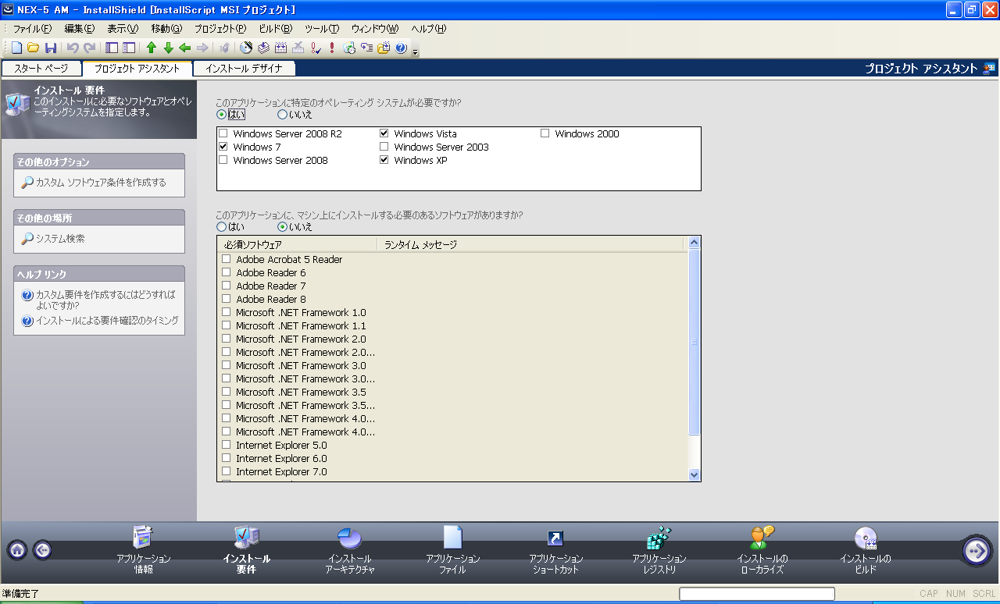 NEX-5 AM - InstallShield [InstallScript MSI プロジェクト]
ファイル(F) 編集(E) 表示(V) 移動(G) プロジェクト(P) ビルド(B) ツール(T) ウィンドウ(W) ヘルプ(H)
スタート ページ プロジェクト アシスタント インストール デザイナ プロジェクト アシスタント
インストール 要件
このインストールに必要なソフトウェアとオペレ
ーティングシステムを指定します。
その他のオプション
カスタム ソフトウェア条件を作成する
その他の場所
システム検索
ヘルプ リンク
カスタム要件を作成するにはどうすれば
よいですか?
インストールによる要件確認のタイミング
このアプリケーションに特定のオペレーティング システムが必要ですか?
はい いいえ
Windows Server 2008 R2 Windows Vista Windows 2000
Windows 7 Windows Server 2003
Windows Server 2008 Windows XP
このアプリケーションに、マシン上にインストールする必要のあるソフトウェアがありますか?
はい いいえ
必須ソフトウェア ランタイム メッセージ
Adobe Acrobat 5 Reader
Adobe Reader 6
Adobe Reader 7
Adobe Reader 8
Microsoft .NET Framework 1.0
Microsoft .NET Framework 1.1
Microsoft .NET Framework 2.0
Microsoft .NET Framework 2.0...
Microsoft .NET Framework 3.0
Microsoft .NET Framework 3.0...
Microsoft .NET Framework 3.5
Microsoft .NET Framework 3.5...
Microsoft .NET Framework 4.0...
Microsoft .NET Framework 4.0...
Internet Explorer 5.0
Internet Explorer 6.0
Internet Explorer 7.0
アプリケーション
情報
インストール
要件
インストール
アーキテクチャ
アプリケーション
ファイル
アプリケーション
ショートカット
アプリケーション
レジストリ
インストールの
ローカライズ
インストールの
ビルド
準備完了 CAP NUM SCRL